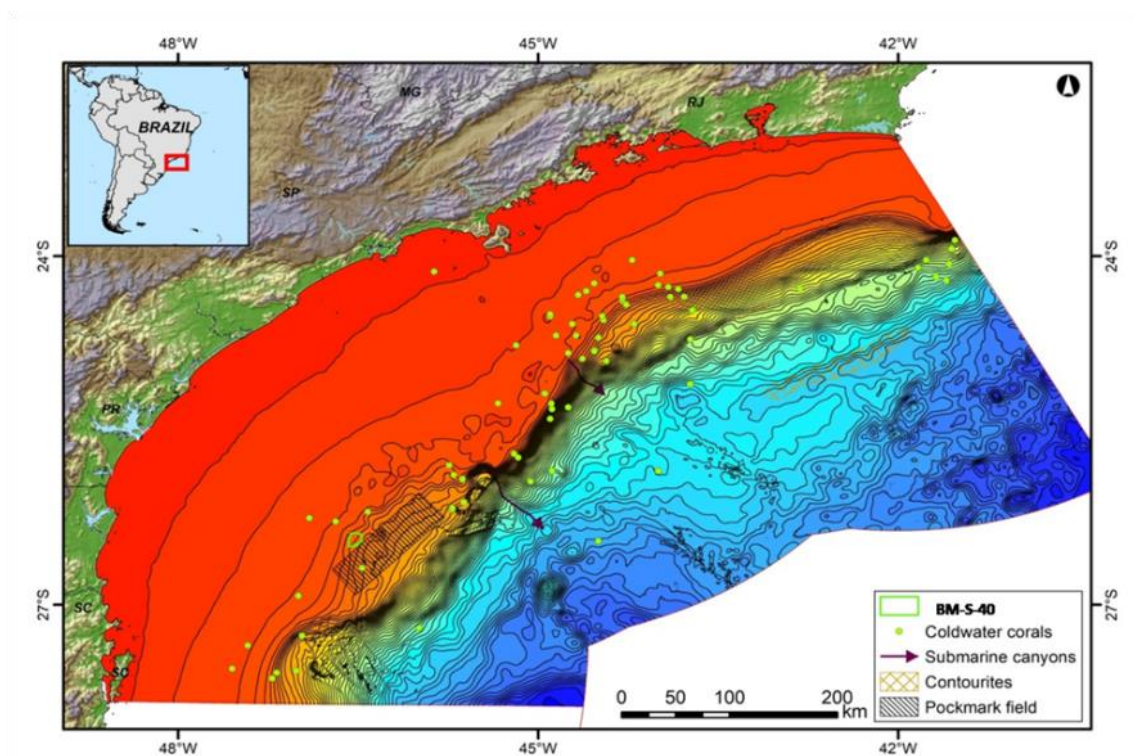 48°W 45°W 42°W
BRAZIL
MG
RJ
SP
24°S 24°S
PR
27°S 27°S
SC
SC
BM-S-40
Coldwater corals
Submarine canyons
Contourites
Pockmark field
0 50 100 200
km
48°W 45°W 42°W